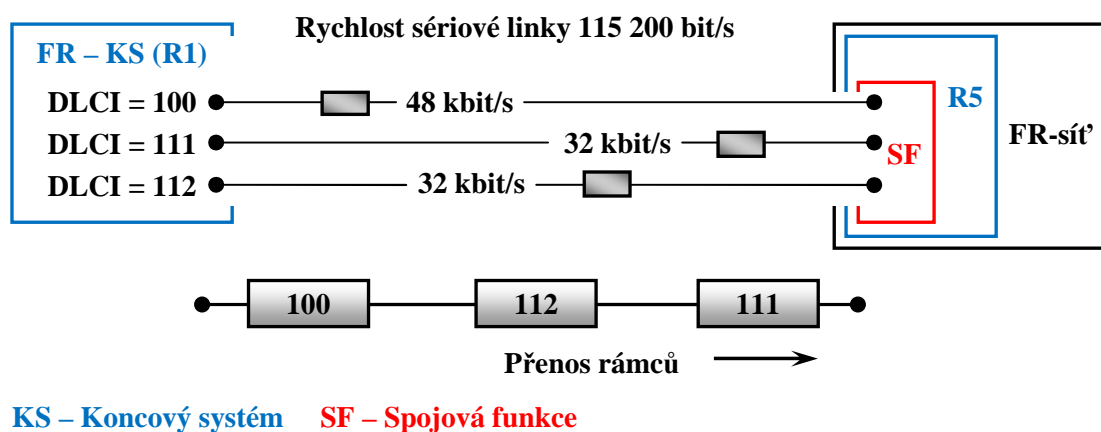 Rychlost sériové linky 115 200 bit/s
FR – KS (R1)
DLCI = 100
48 kbit/s
DLCI = 111
32 kbit/s
DLCI = 112
32 kbit/s
SF
R5
FR-síť
100
112
111
Přenos rámců
KS – Koncový systém SF – Spojová funkce